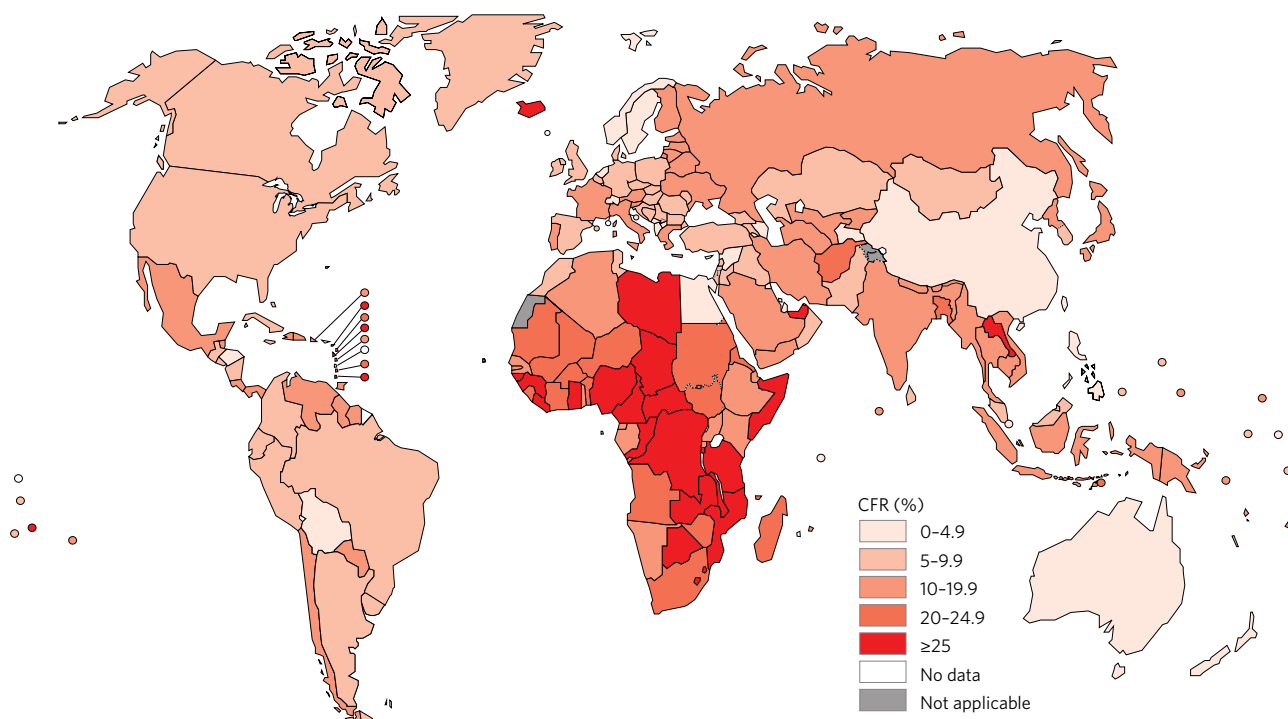 CFR (%)
0–4.9
5–9.9
10–19.9
20–24.9
≥25
No data
Not applicable